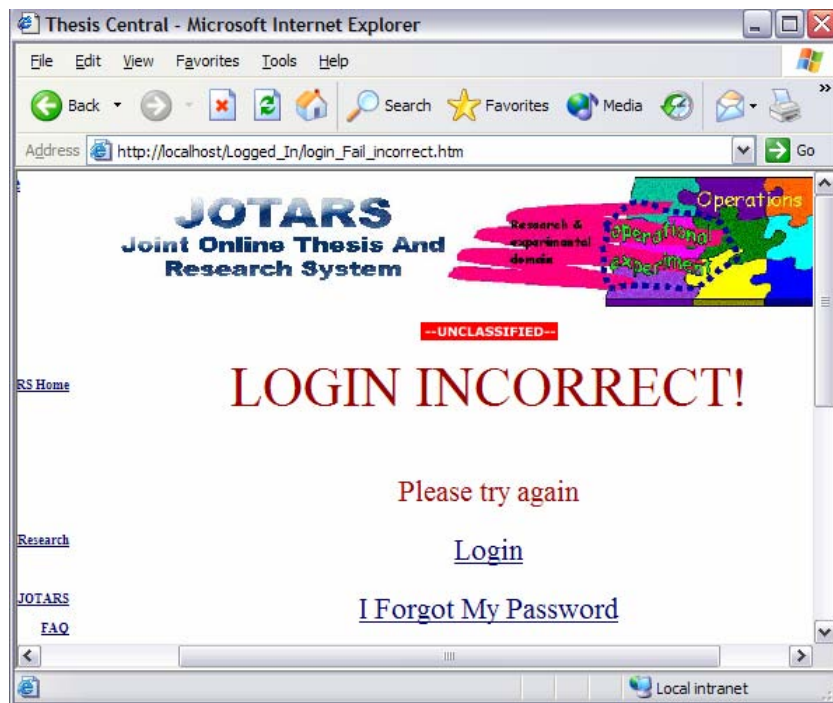 Thesis Central - Microsoft Internet Explorer
File Edit View Favorites Tools Help
Back Search Favorites Media »
Address http://localhost/Logged_In/login_Fail_incorrect.htm Go
JOTARS
Joint Online Thesis And
Research System
Research &
experimental
domain
Operations
operational
experiment
--UNCLASSIFIED--
LOGIN INCORRECT!
RS Home
Please try again
Research
Login
JOTARS
I Forgot My Password
FAQ
Local intranet